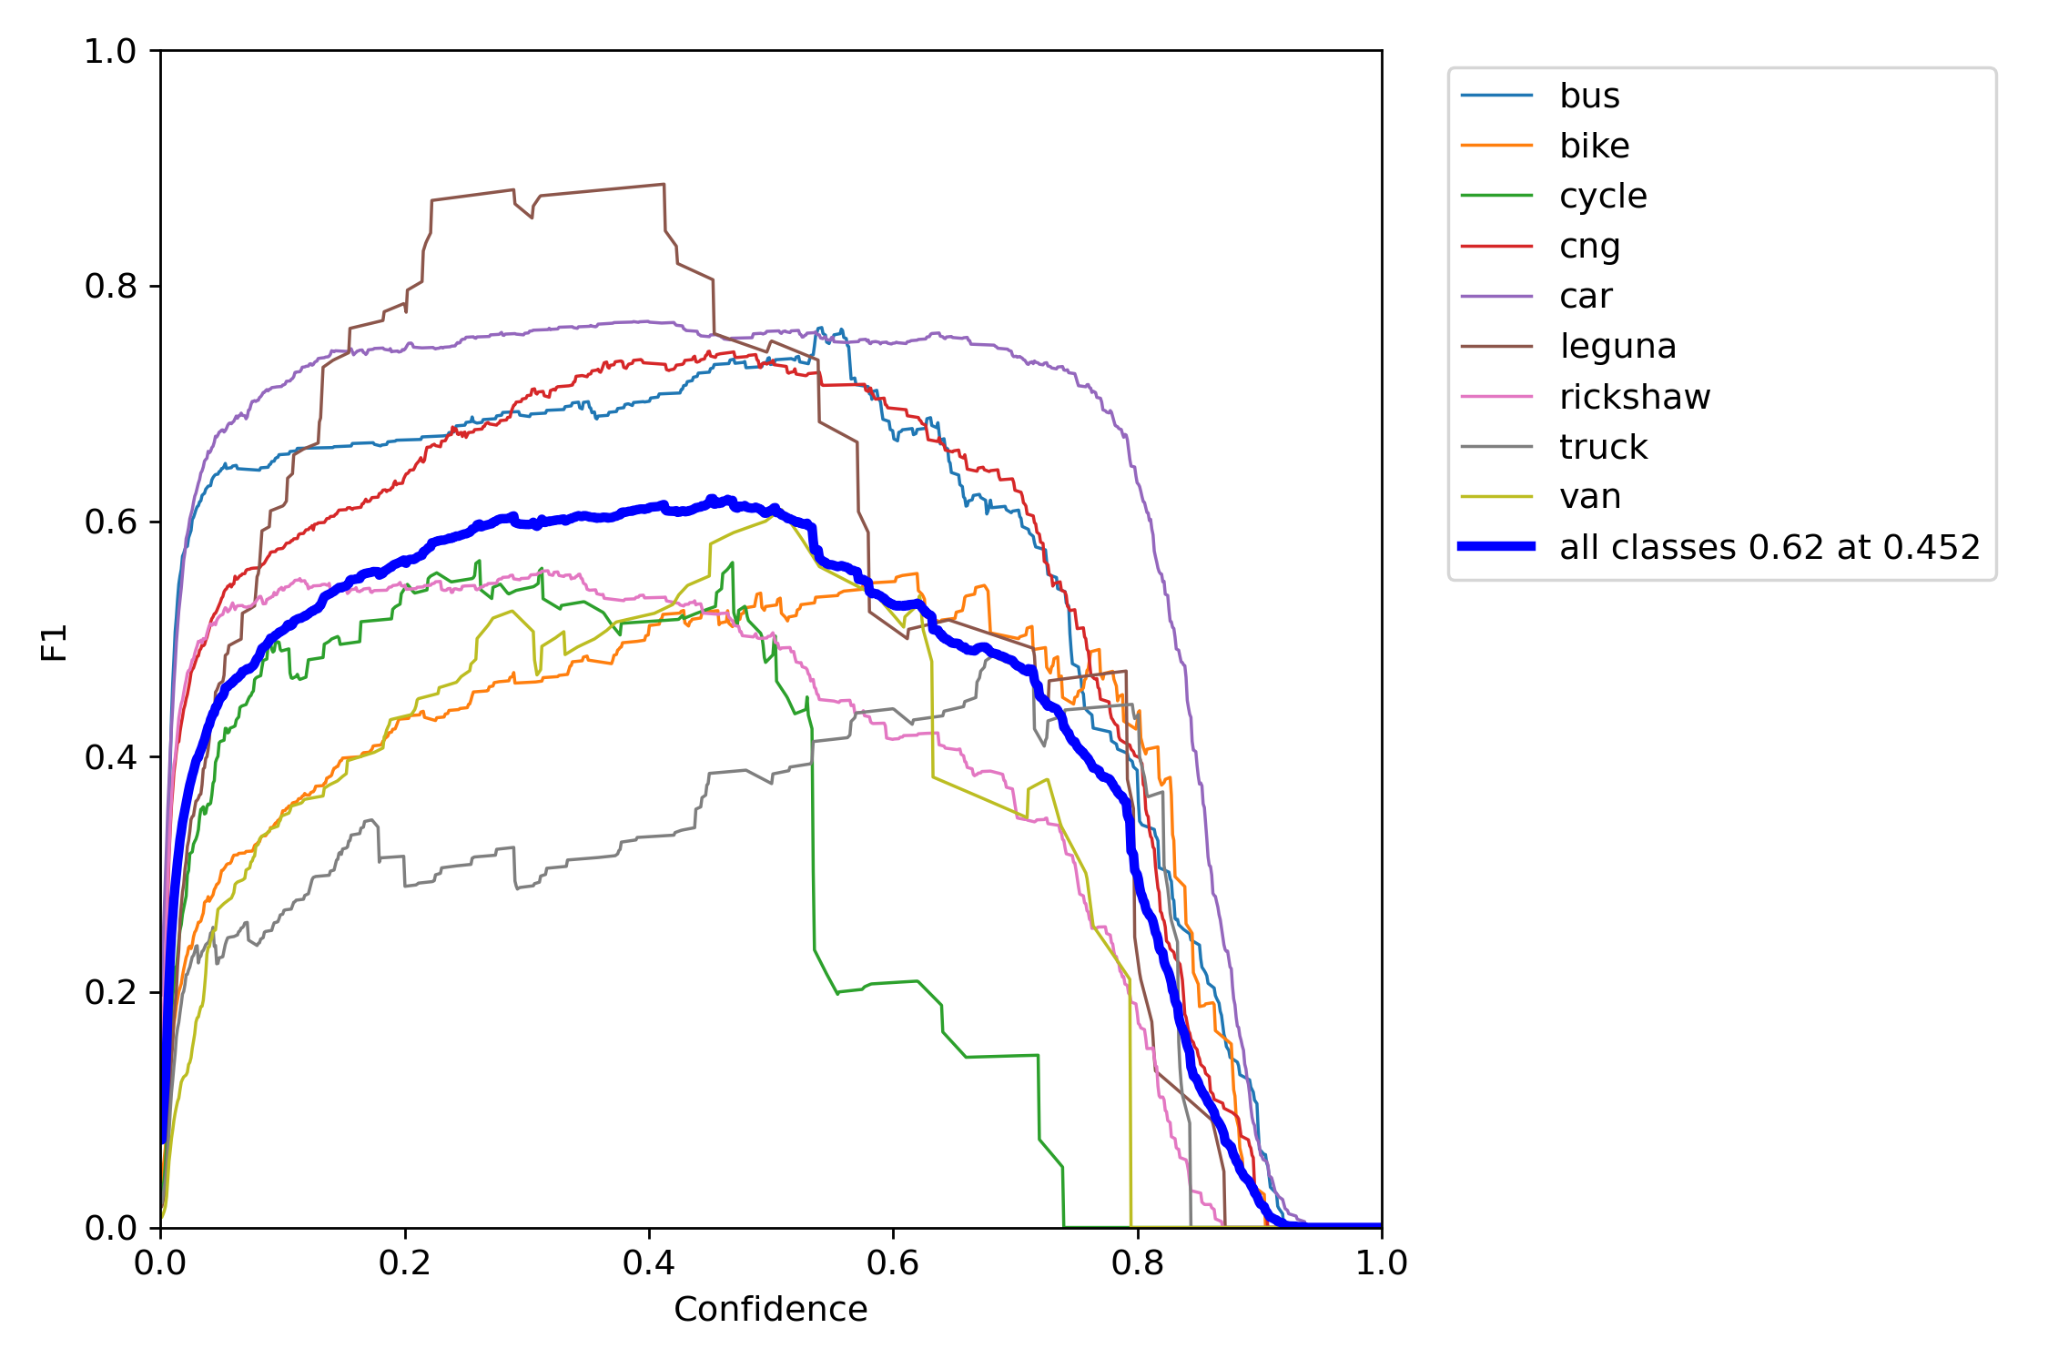 1.0
0.8
0.6
0.4
0.2
0.0
0.0 0.2 0.4 0.6 0.8 1.0
F1
Confidence
bus
bike
cycle
cng
car
leguna
rickshaw
truck
van
all classes 0.62 at 0.452